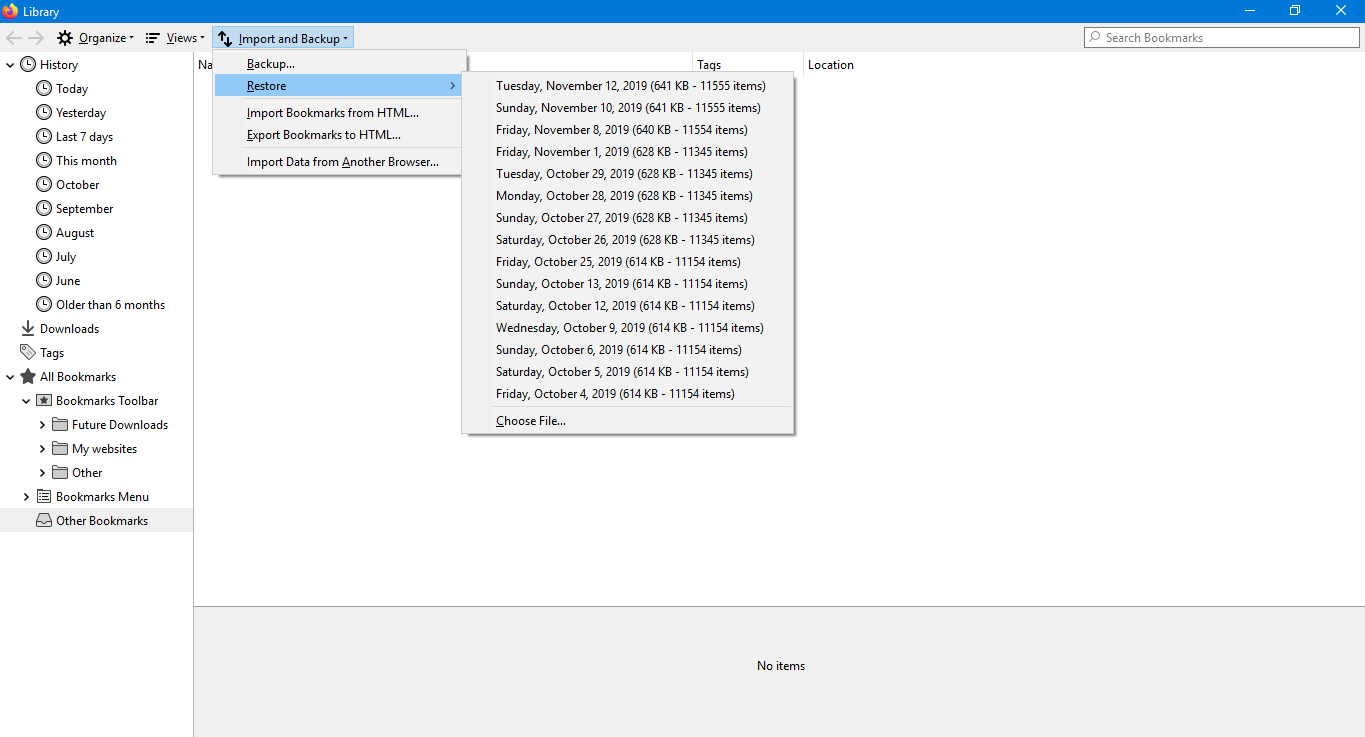 Library
Organize Views Import and Backup Search Bookmarks
History
Today
Yesterday
Last 7 days
This month
October
September
August
July
June
Older than 6 months
Downloads
Tags
All Bookmarks
Bookmarks Toolbar
Future Downloads
My websites
Other
Bookmarks Menu
Other Bookmarks
Na Tags Location
Backup...
Restore
Import Bookmarks from HTML...
Export Bookmarks to HTML...
Import Data from Another Browser...
Tuesday, November 12, 2019 (641 KB - 11555 items)
Sunday, November 10, 2019 (641 KB - 11555 items)
Friday, November 8, 2019 (640 KB - 11554 items)
Friday, November 1, 2019 (628 KB - 11345 items)
Tuesday, October 29, 2019 (628 KB - 11345 items)
Monday, October 28, 2019 (628 KB - 11345 items)
Sunday, October 27, 2019 (628 KB - 11345 items)
Saturday, October 26, 2019 (628 KB - 11345 items)
Friday, October 25, 2019 (614 KB - 11154 items)
Sunday, October 13, 2019 (614 KB - 11154 items)
Saturday, October 12, 2019 (614 KB - 11154 items)
Wednesday, October 9, 2019 (614 KB - 11154 items)
Sunday, October 6, 2019 (614 KB - 11154 items)
Saturday, October 5, 2019 (614 KB - 11154 items)
Friday, October 4, 2019 (614 KB - 11154 items)
Choose File...
No items